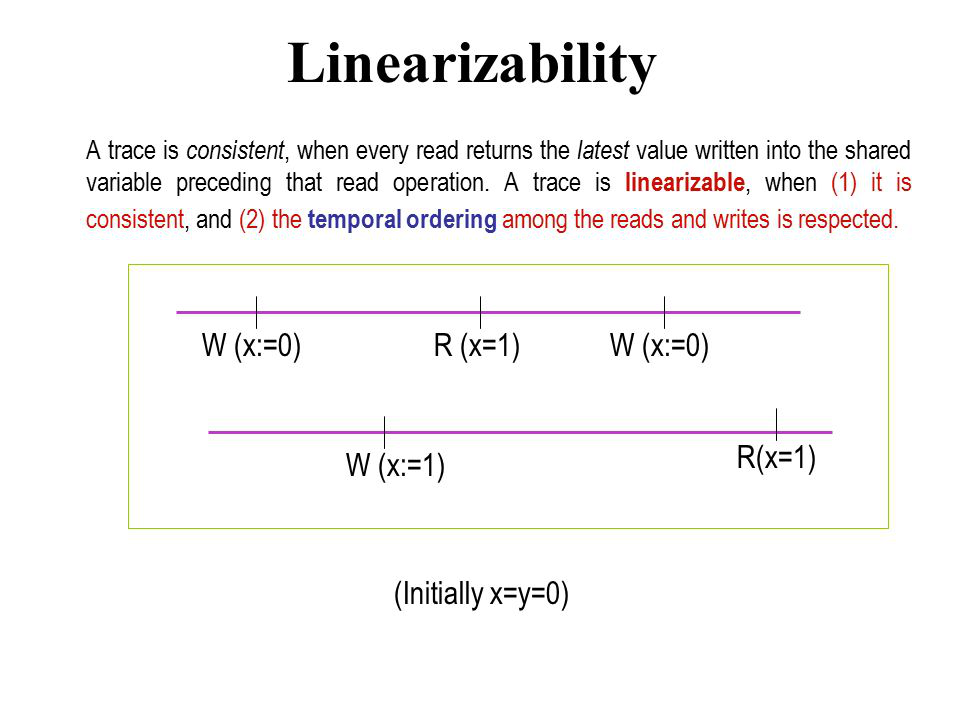 Linearizability
A trace is consistent, when every read returns the latest value written into the shared
variable preceding that read operation. A trace is linearizable, when (1) it is
consistent, and (2) the temporal ordering among the reads and writes is respected.
W (x:=0) R (x=1) W (x:=0)
W (x:=1) R(x=1)
(Initially x=y=0)